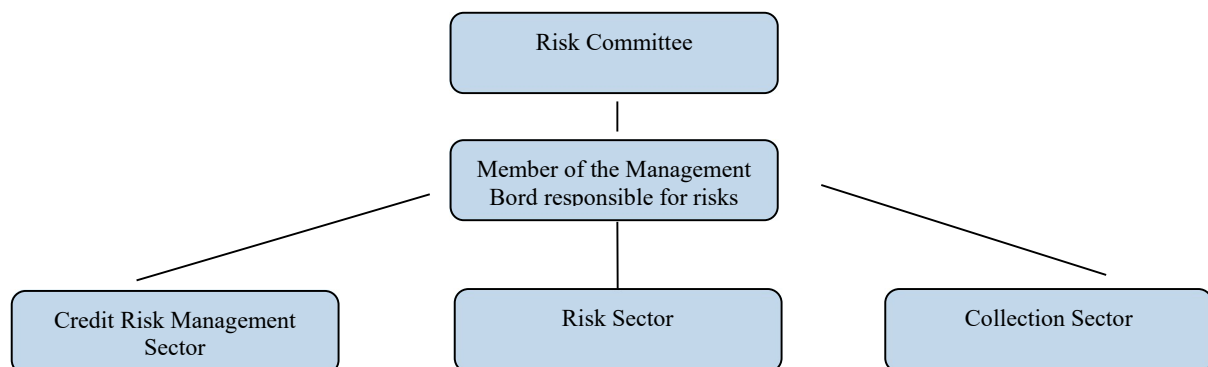 Risk Committee
Member of the Management
Bord responsible for risks
Credit Risk Management
Sector
Risk Sector
Collection Sector